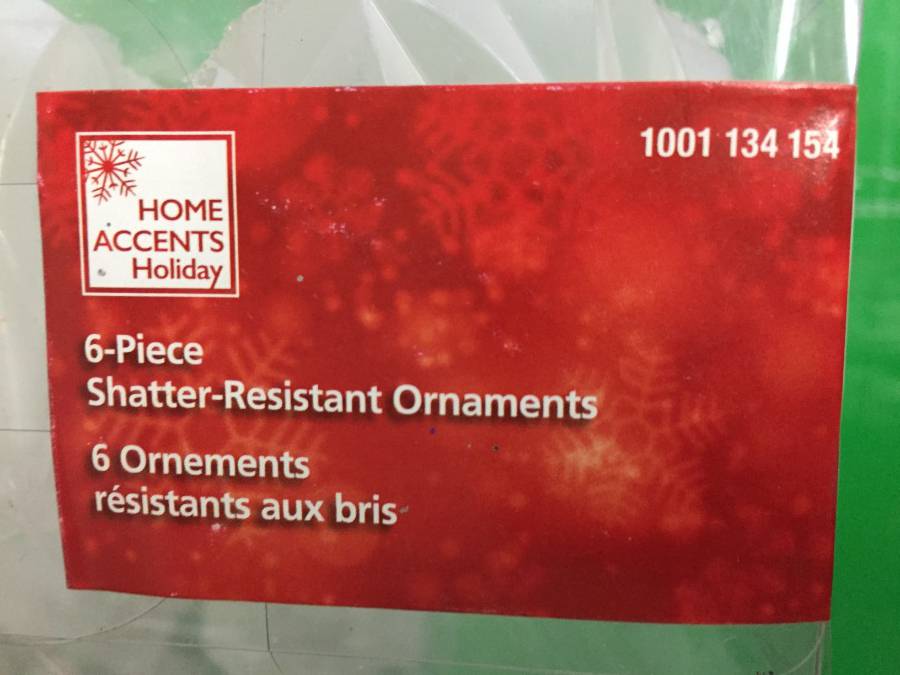 1001 134 154
HOME
ACCENTS
Holiday
6-Piece
Shatter-Resistant Ornaments
6 Ornements
résistants aux bris